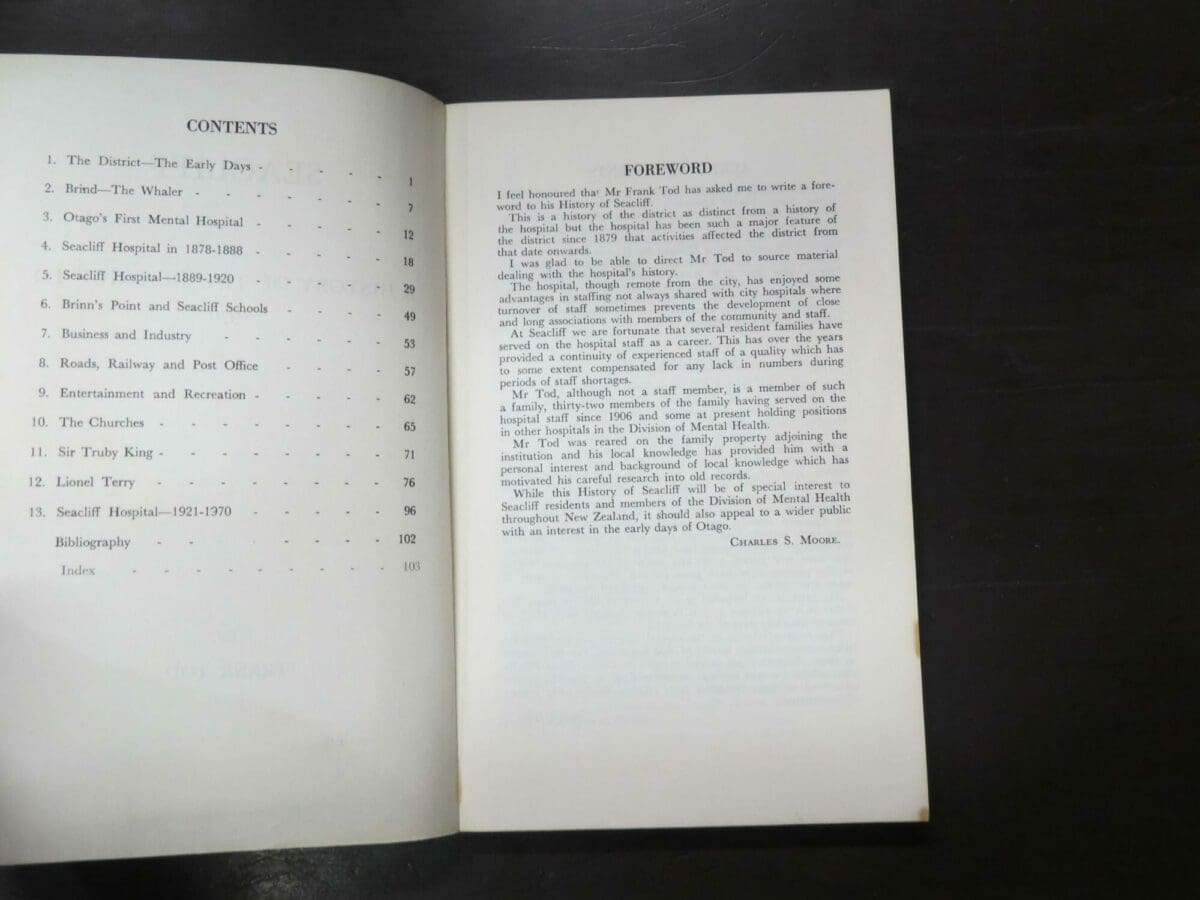 CONTENTS
1. The District—The Early Days - - - - - 1
2. Brind—The Whaler - - - - - - - 7
3. Otago's First Mental Hospital - - - - - 12
4. Seacliff Hospital in 1878-1888 - - - - - 18
5. Seacliff Hospital—1889-1920 - - - - - 29
6. Brinn's Point and Seacliff Schools - - - - 49
7. Business and Industry - - - - - 53
8. Roads, Railway and Post Office - - - - 57
9. Entertainment and Recreation - - - - - 62
10. The Churches - - - - - - - - 65
11. Sir Truby King - - - - - - - - 71
12. Lionel Terry - - - - - - - - 76
13. Seacliff Hospital—1921-1970 - - - - - 96
Bibliography - - - - - - 102
Index - - - - - - - - - 103
FOREWORD
I feel honoured that Mr Frank Tod has asked me to write a fore-
word to his History of Seacliff.
This is a history of the district as distinct from a history of
the hospital but the hospital has been such a major feature of
the district since 1879 that activities affected the district from
that date onwards.
I was glad to be able to direct Mr Tod to source material
dealing with the hospital's history.
The hospital, though remote from the city, has enjoyed some
advantages in staffing not always shared with city hospitals where
turnover of staff sometimes prevents the development of close
and long associations with members of the community and staff.
At Seacliff we are fortunate that several resident families have
served on the hospital staff as a career. This has over the years
provided a continuity of experienced staff of a quality which has
to some extent compensated for any lack in numbers during
periods of staff shortages.
Mr Tod, although not a staff member, is a member of such
a family, thirty-two members of the family having served on the
hospital staff since 1906 and some at present holding positions
in other hospitals in the Division of Mental Health.
Mr Tod was reared on the family property adjoining the
institution and his local knowledge has provided him with a
personal interest and background of local knowledge which has
motivated his careful research into old records.
While this History of Seacliff will be of special interest to
Seacliff residents and members of the Division of Mental Health
throughout New Zealand, it should also appeal to a wider public
with an interest in the early days of Otago.
CHARLES S. MOORE.